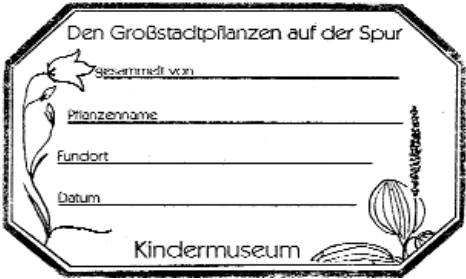 Den Großstadtpflanzen auf der Spur
gesammelt von
Pflanzenname
Fundort
Datum
Kindermuseum